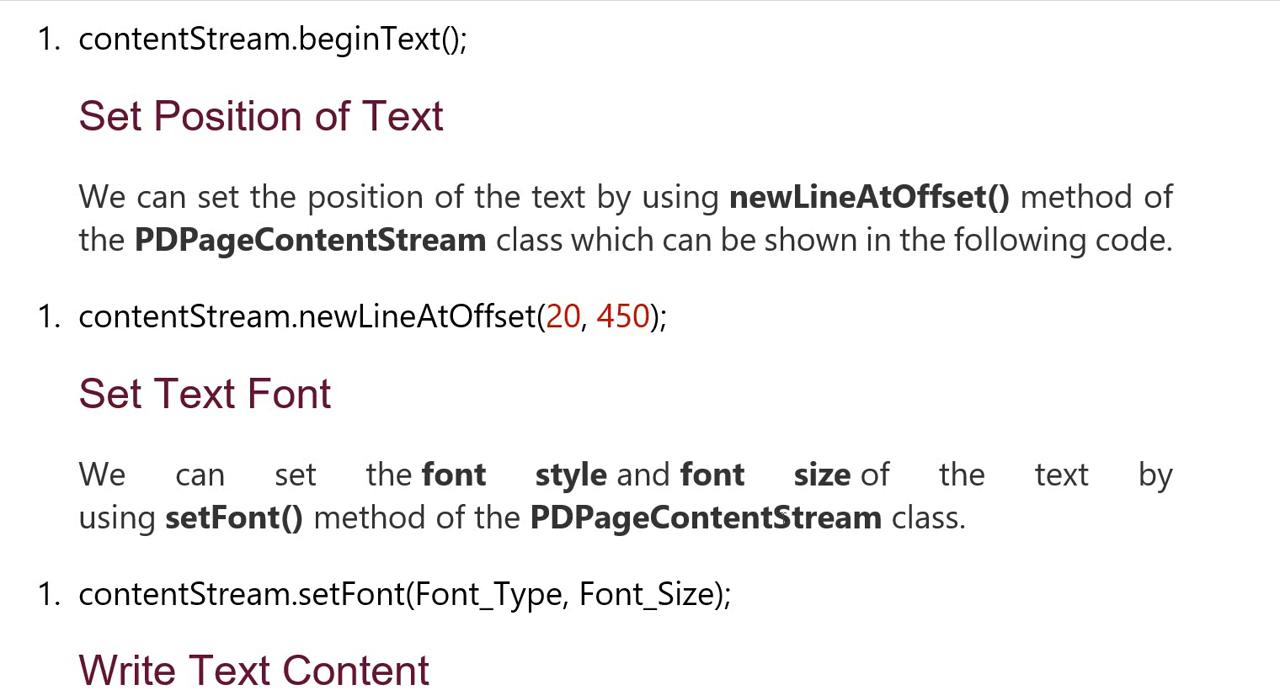 1. contentStream.beginText();
Set Position of Text
We can set the position of the text by using newLineAtOffset() method of
the PDPageContentStream class which can be shown in the following code.
1. contentStream.newLineAtOffset(20, 450);
Set Text Font
We can set the font style and font size of the text by
using setFont() method of the PDPageContentStream class.
1. contentStream.setFont(Font_Type, Font_Size);
Write Text Content